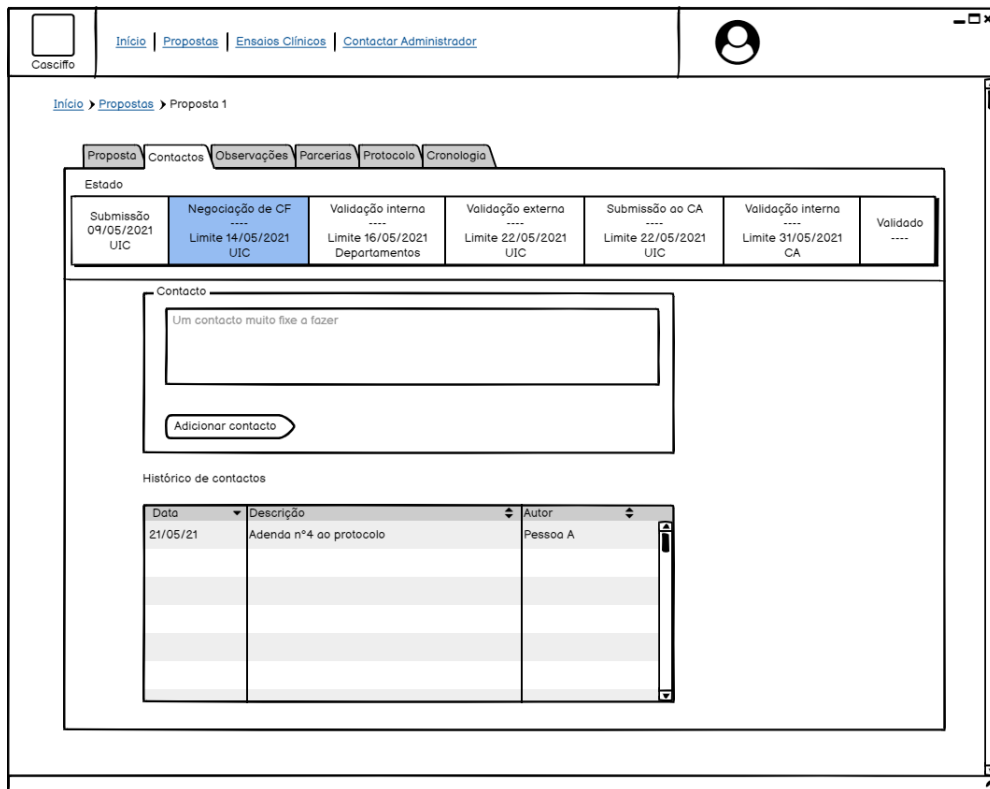 Casciffo
Início
Propostas
Ensaios Clínicos
Contactar Administrador
Início
Propostas
Proposta 1
Proposta
Contactos
Observações
Parcerias
Protocolo
Cronologia
Estado
Submissão
09/05/2021
UIC
Negociação de CF
----
Limite 14/05/2021
UIC
Validação interna
----
Limite 16/05/2021
Departamentos
Validação externa
----
Limite 22/05/2021
UIC
Submissão ao CA
----
Limite 22/05/2021
UIC
Validação interna
----
Limite 31/05/2021
CA
Validado
----
Contacto
Um contacto muito fixe a fazer
Adicionar contacto
Histórico de contactos
Data
Descrição
Autor
21/05/21
Adenda nº4 ao protocolo
Pessoa A